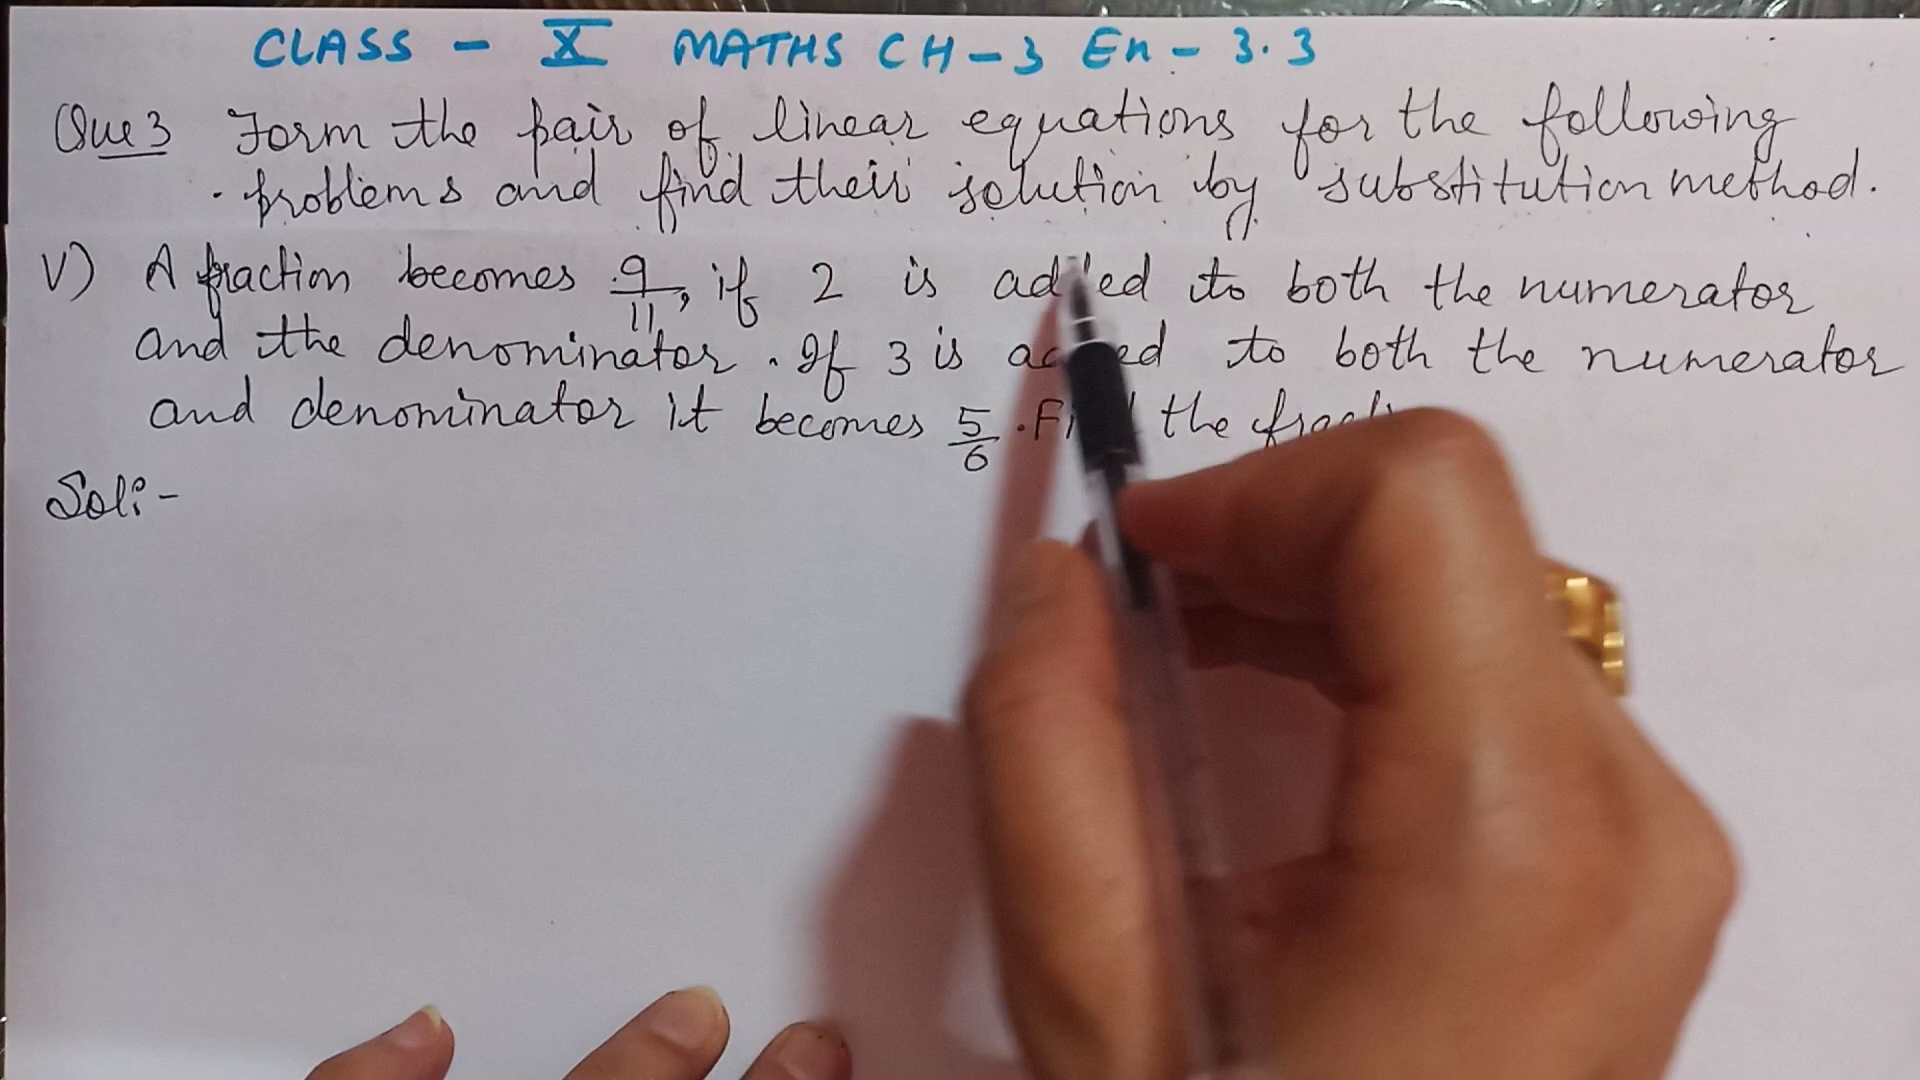 CLASS - X MATHS CH-3 Ex - 3.3
Que 3 Form the pair of linear equations for the following
problems and find their solution by substitution method.
V) A fraction becomes 9/11, if 2 is added to both the numerator
and the denominator. If 3 is added to both the numerator
and denominator it becomes 5/6. Find the
Sol:-